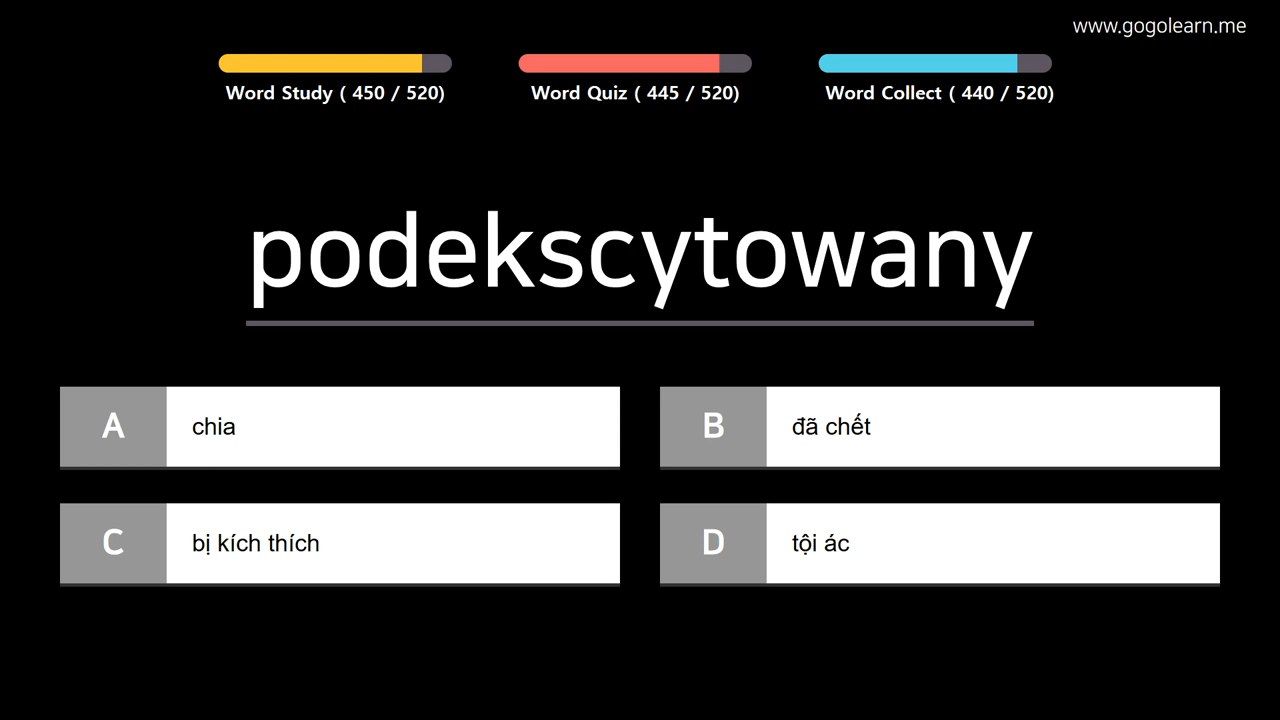 www.gogolearn.me
Word Study ( 450 / 520)
Word Quiz ( 445 / 520)
Word Collect ( 440 / 520)
podekscytowany
A
chia
B
đã chết
C
bị kích thích
D
tội ác